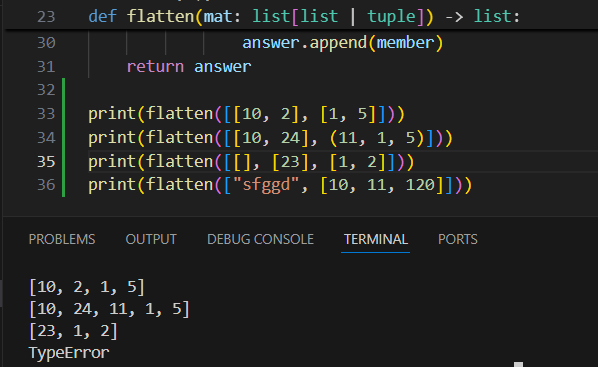 23 def flatten(mat: list[list | tuple]) -> list:
30 answer.append(member)
31 return answer
32
33 print(flatten([[10, 2], [1, 5]]))
34 print(flatten([[10, 24], (11, 1, 5)]))
35 print(flatten([[], [23], [1, 2]]))
36 print(flatten(["sfggd", [10, 11, 120]]))
PROBLEMS OUTPUT DEBUG CONSOLE TERMINAL PORTS
[10, 2, 1, 5]
[10, 24, 11, 1, 5]
[23, 1, 2]
TypeError